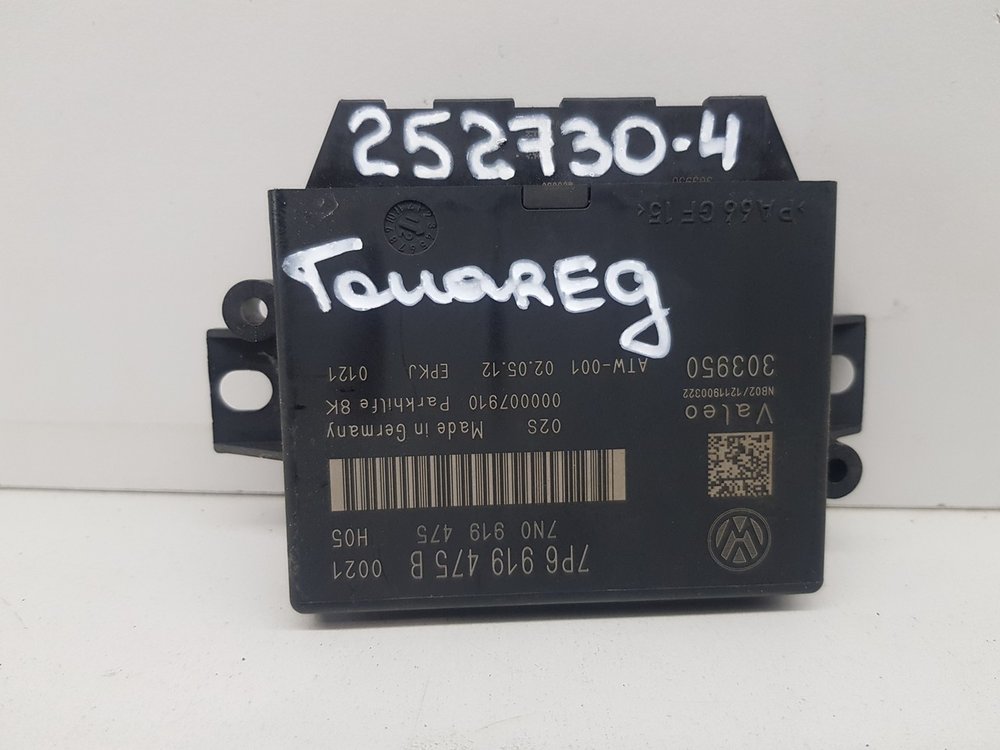 252730-4
TouaREg
7P6 919 475 B 0021
7N0 919 475 H05
02S Made in Germany
000007910 Parkhilfe 8K
ATW-001 02.05.12 EPKJ 0121
Valeo
NB02/1211900322
303950
>PA66 GF15<
303950